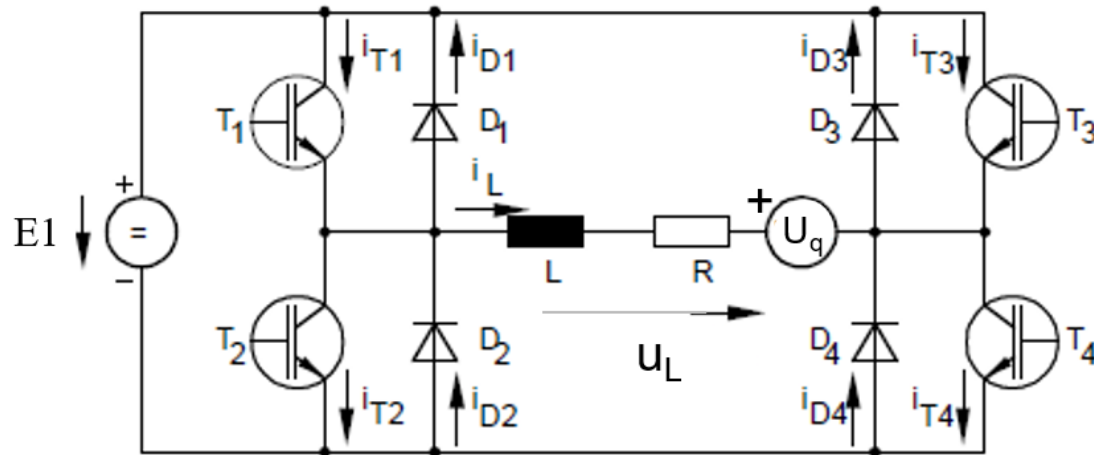 iT1 iD1 iD3 iT3
T1 D1 D3 T3
iL
+ +
E1 = Uq
−
L R
T2 D2 D4 T4
uL
iT2 iD2 iD4 iT4